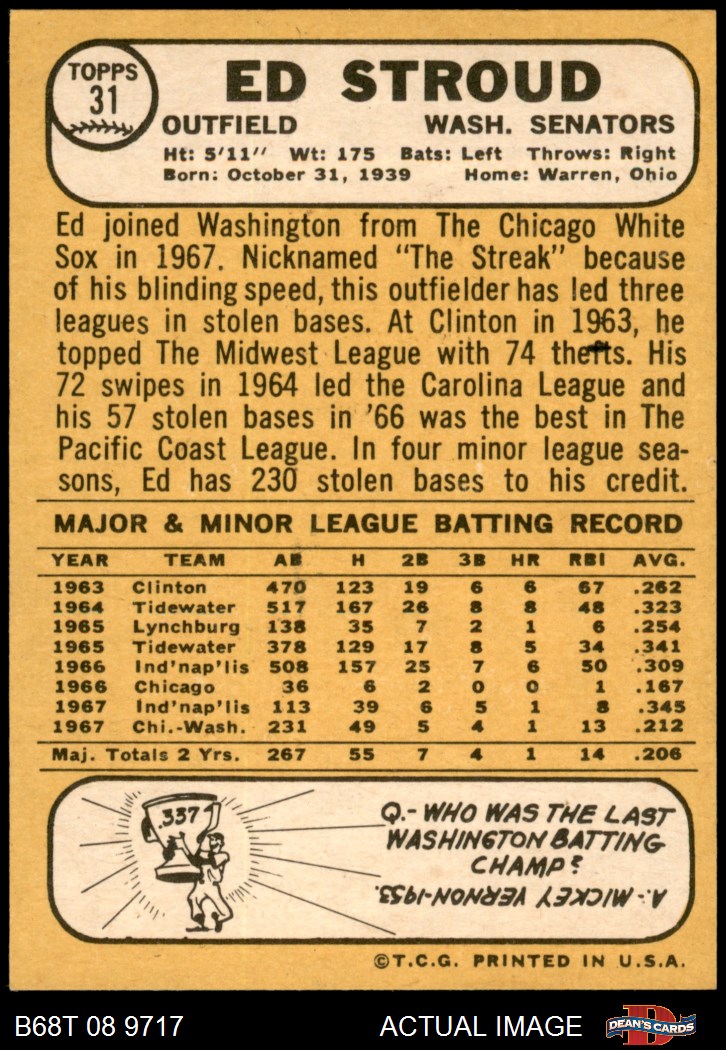 TOPPS
31
ED STROUD
OUTFIELD WASH. SENATORS
Ht: 5'11" Wt: 175 Bats: Left Throws: Right
Born: October 31, 1939 Home: Warren, Ohio
Ed joined Washington from The Chicago White
Sox in 1967. Nicknamed "The Streak" because
of his blinding speed, this outfielder has led three
leagues in stolen bases. At Clinton in 1963, he
topped The Midwest League with 74 thefts. His
72 swipes in 1964 led the Carolina League and
his 57 stolen bases in '66 was the best in The
Pacific Coast League. In four minor league sea-
sons, Ed has 230 stolen bases to his credit.
MAJOR & MINOR LEAGUE BATTING RECORD
YEAR TEAM AB H 2B 3B HR RBI AVG.
1963 Clinton 470 123 19 6 6 67 .262
1964 Tidewater 517 167 26 8 8 48 .323
1965 Lynchburg 138 35 7 2 1 6 .254
1965 Tidewater 378 129 17 8 5 34 .341
1966 Ind'nap'lis 508 157 25 7 6 50 .309
1966 Chicago 36 6 2 0 0 1 .167
1967 Ind'nap'lis 113 39 6 5 1 8 .345
1967 Chi.-Wash. 231 49 5 4 1 13 .212
Maj. Totals 2 Yrs. 267 55 7 4 1 14 .206
.337
Q.- WHO WAS THE LAST
WASHINGTON BATTING
CHAMP?
A.- MICKEY VERNON-1953.
©T.C.G. PRINTED IN U.S.A.
B68T 08 9717 ACTUAL IMAGE DEAN'S CARDS